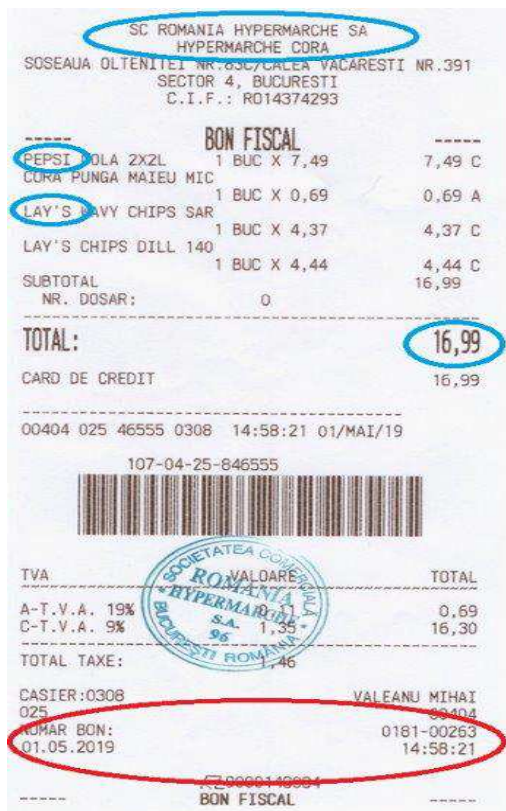 SC ROMANIA HYPERMARCHE SA
HYPERMARCHE CORA
SOSEAUA OLTENITEI NR.83C/CALEA VACARESTI NR.391
SECTOR 4, BUCURESTI
C.I.F.: RO14374293
----- BON FISCAL -----
PEPSI COLA 2X2L 1 BUC X 7,49 7,49 C
CORA PUNGA MAIEU MIC
1 BUC X 0,69 0,69 A
LAY'S WAVY CHIPS SAR
1 BUC X 4,37 4,37 C
LAY'S CHIPS DILL 140
1 BUC X 4,44 4,44 C
SUBTOTAL 16,99
NR. DOSAR: 0
TOTAL: 16,99
CARD DE CREDIT 16,99
00404 025 46555 0308 14:58:21 01/MAI/19
107-04-25-846555
SOCIETATEA COMERCIALA
ROMANIA
HYPERMARCHE
S.A.
96
BUCURESTI ROMANIA
TVA VALOARE TOTAL
A-T.V.A. 19% 0,11 0,69
C-T.V.A. 9% 1,35 16,30
TOTAL TAXE: 1,46
CASIER:0308 VALEANU MIHAI
025 00404
NUMAR BON: 0181-00263
01.05.2019 14:58:21
----- BON FISCAL -----